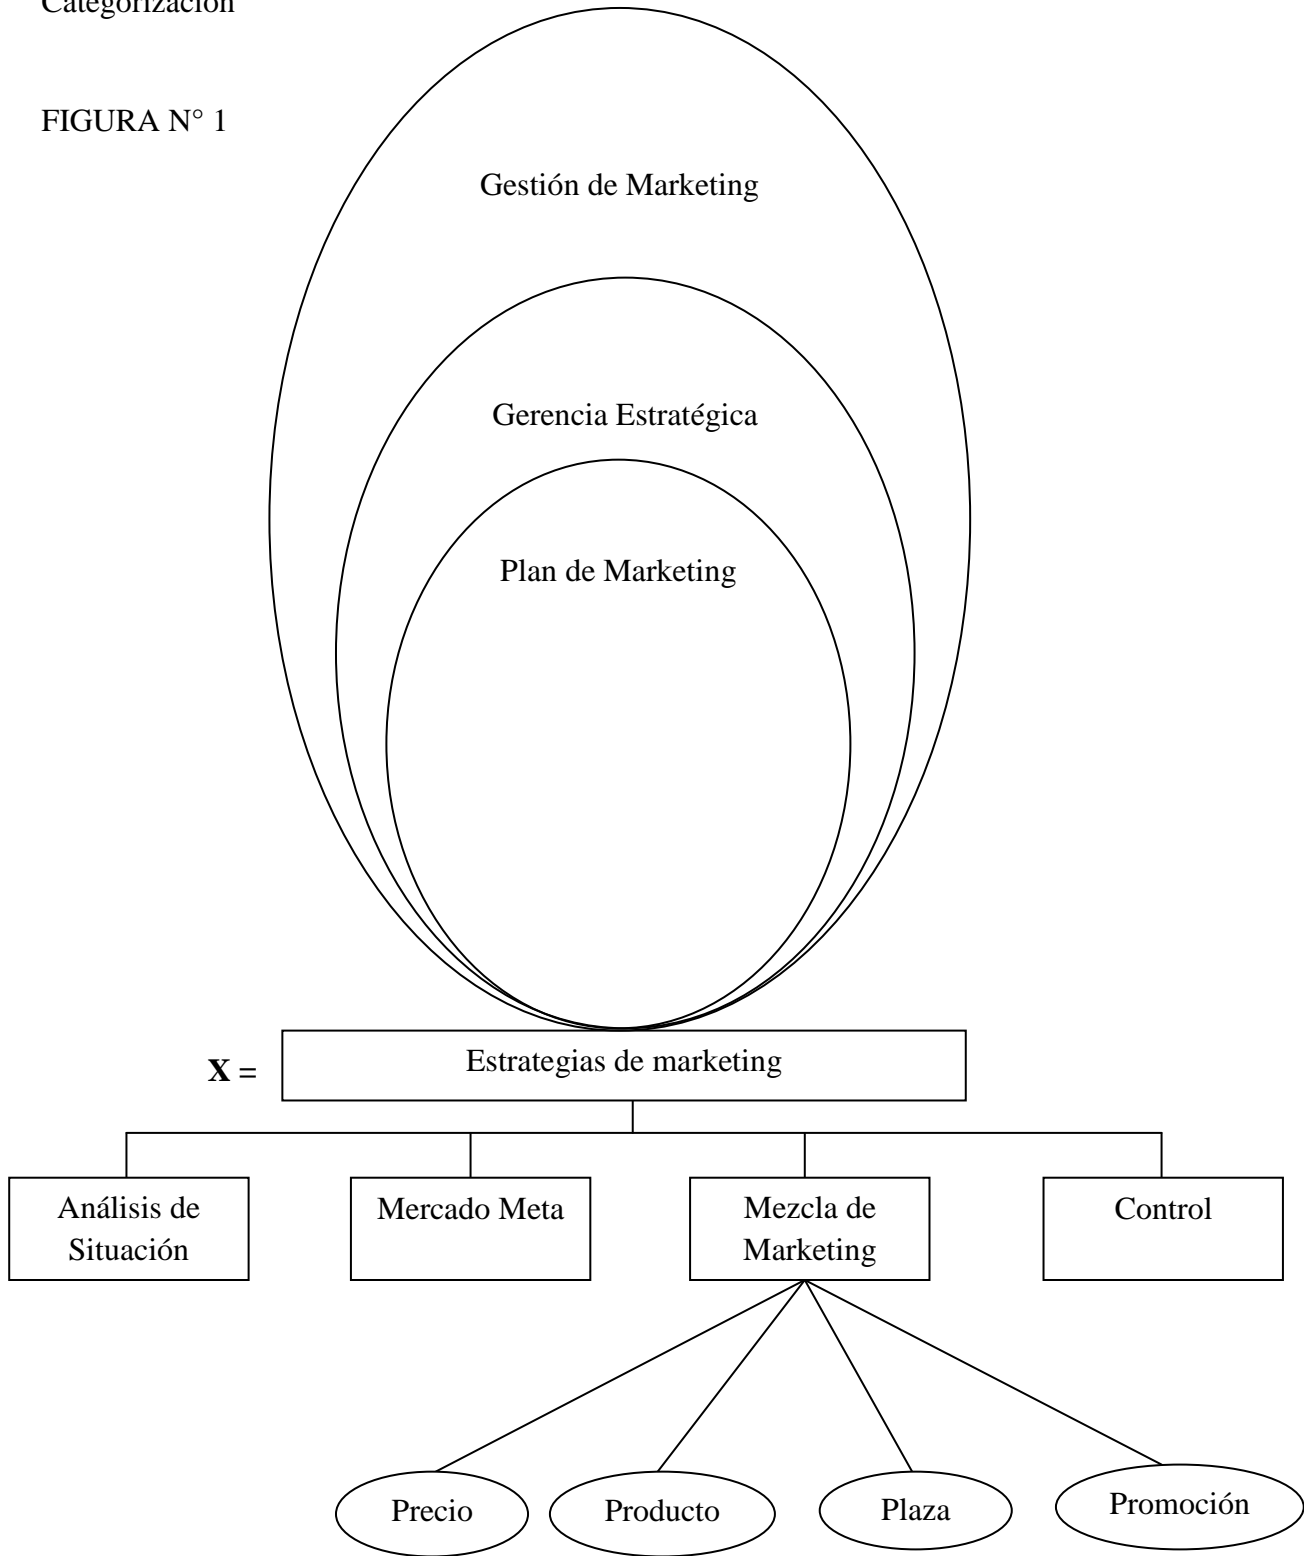 Categorización
FIGURA N° 1
Gestión de Marketing
Gerencia Estratégica
Plan de Marketing
X =
Estrategias de marketing
Análisis de
Situación
Mercado Meta
Mezcla de
Marketing
Control
Precio
Producto
Plaza
Promoción